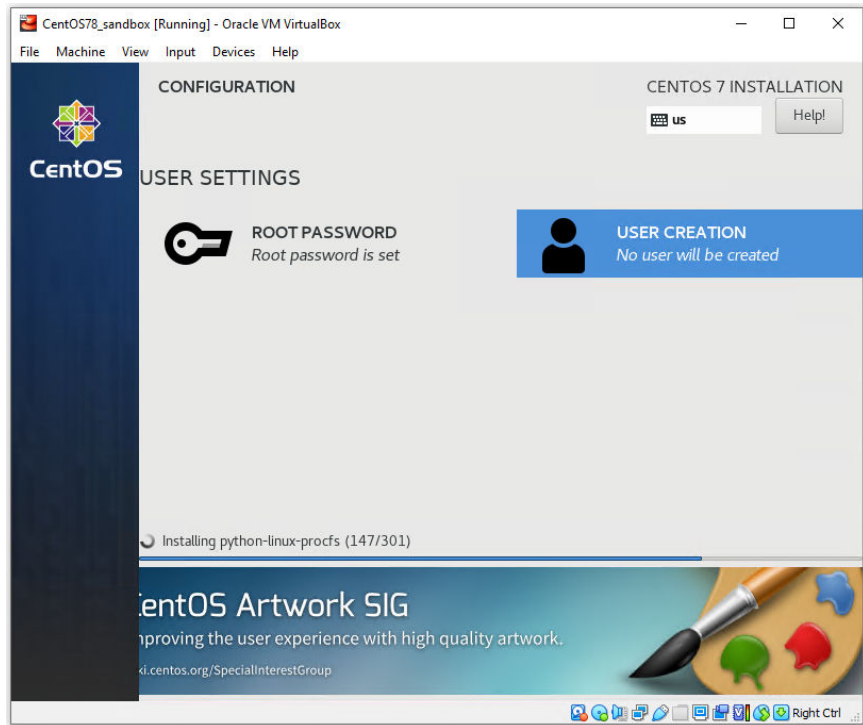 CentOS78_sandbox [Running] - Oracle VM VirtualBox
File Machine View Input Devices Help
CONFIGURATION
CENTOS 7 INSTALLATION
us
Help!
CentOS
USER SETTINGS
ROOT PASSWORD
Root password is set
USER CREATION
No user will be created
Installing python-linux-procfs (147/301)
entOS Artwork SIG
nproving the user experience with high quality artwork.
ki.centos.org/SpecialInterestGroup
Right Ctrl